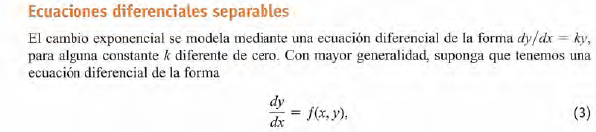 Ecuaciones diferenciales separables
El cambio exponencial se modela mediante una ecuación diferencial de la forma dy/dx = ky,
para alguna constante k diferente de cero. Con mayor generalidad, suponga que tenemos una
ecuación diferencial de la forma
dy/dx = f(x, y), (3)